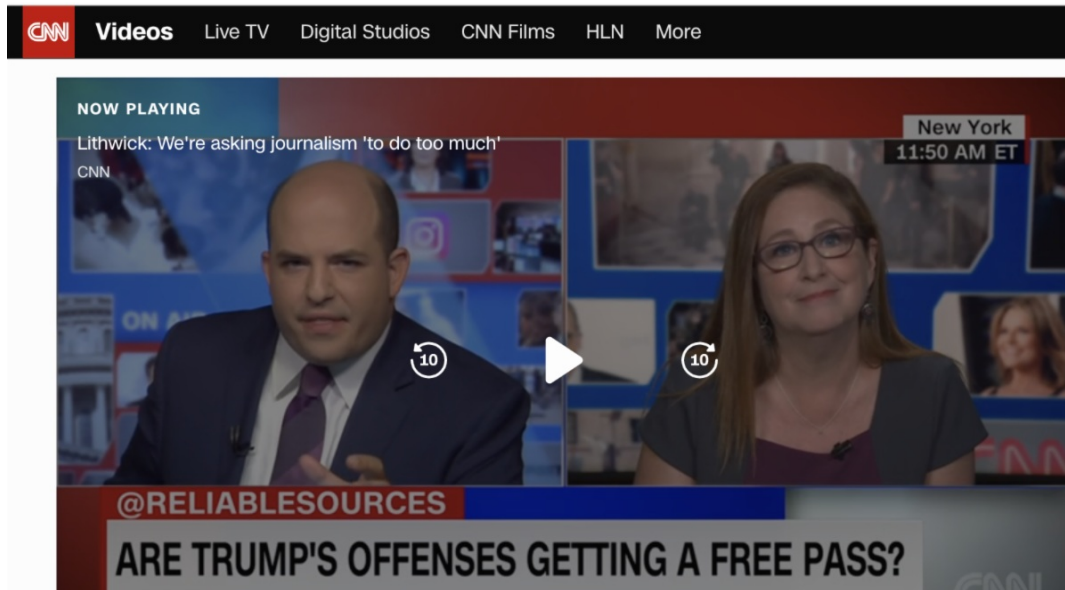 CNN Videos Live TV Digital Studios CNN Films HLN More
NOW PLAYING
Lithwick: We're asking journalism 'to do too much'
CNN
New York
11:50 AM ET
ON A
10 10
CNN
@RELIABLESOURCES
ARE TRUMP'S OFFENSES GETTING A FREE PASS?
CNN